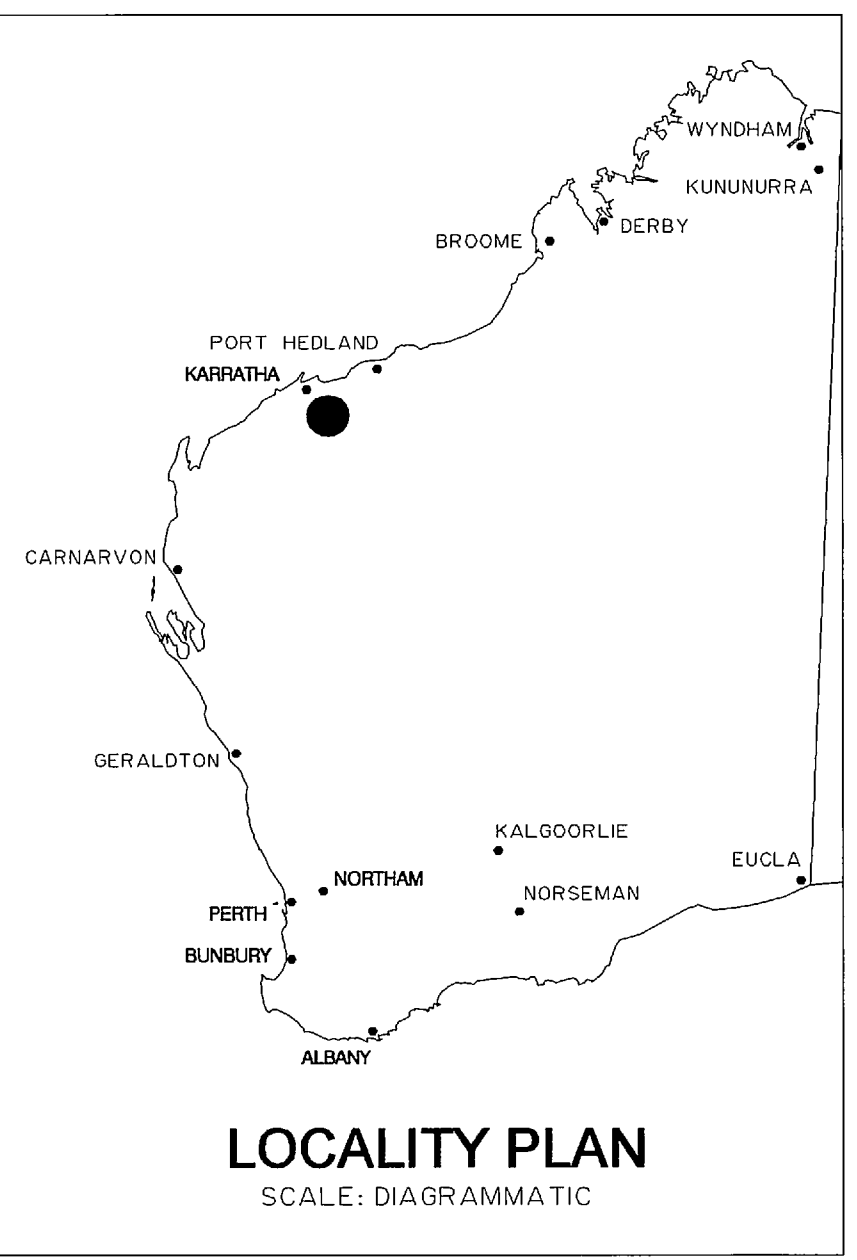 WYNDHAM
KUNUNURRA
DERBY
BROOME
PORT HEDLAND
KARRATHA
CARNARVON
GERALDTON
KALGOORLIE
EUCLA
NORTHAM
NORSEMAN
PERTH
BUNBURY
ALBANY
LOCALITY PLAN
SCALE: DIAGRAMMATIC